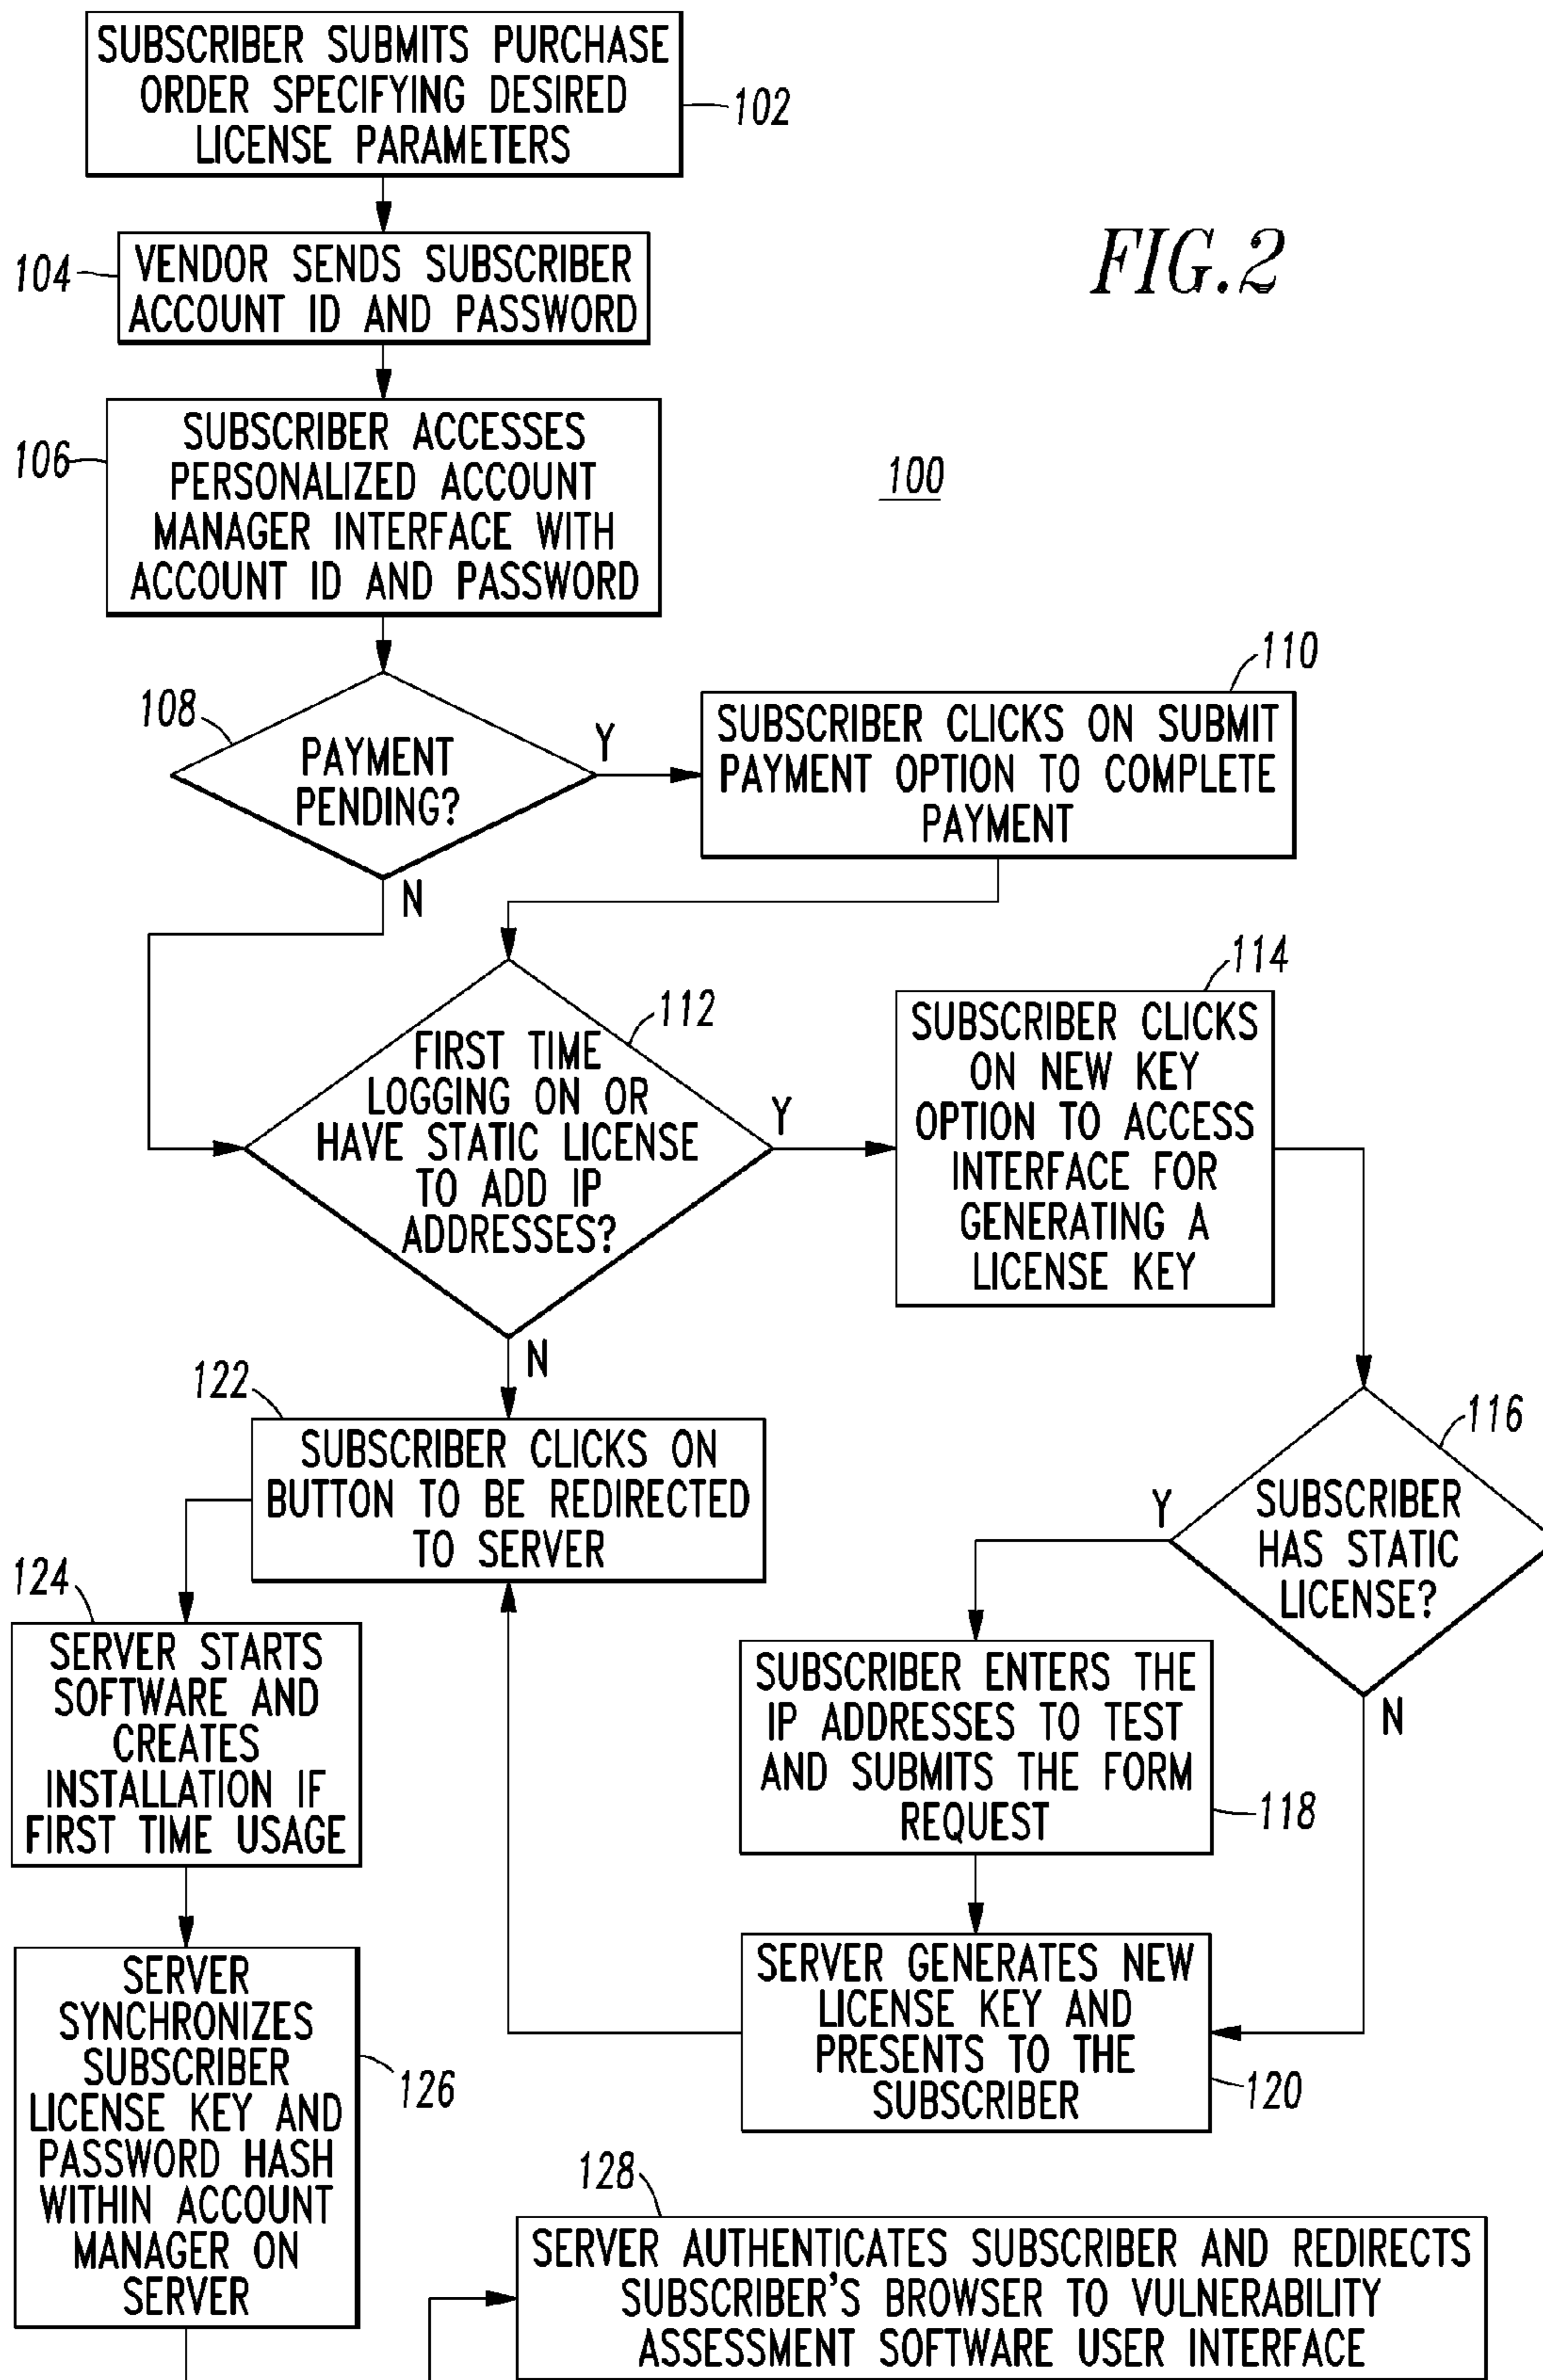 SUBSCRIBER SUBMITS PURCHASE
ORDER SPECIFYING DESIRED
LICENSE PARAMETERS
102
104
VENDOR SENDS SUBSCRIBER
ACCOUNT ID AND PASSWORD
FIG.2
106
SUBSCRIBER ACCESSES
PERSONALIZED ACCOUNT
MANAGER INTERFACE WITH
ACCOUNT ID AND PASSWORD
100
108
PAYMENT
PENDING?
Y
N
110
SUBSCRIBER CLICKS ON SUBMIT
PAYMENT OPTION TO COMPLETE
PAYMENT
112
FIRST TIME
LOGGING ON OR
HAVE STATIC LICENSE
TO ADD IP
ADDRESSES?
Y
N
114
SUBSCRIBER CLICKS
ON NEW KEY
OPTION TO ACCESS
INTERFACE FOR
GENERATING A
LICENSE KEY
116
SUBSCRIBER
HAS STATIC
LICENSE?
Y
N
118
SUBSCRIBER ENTERS THE
IP ADDRESSES TO TEST
AND SUBMITS THE FORM
REQUEST
120
SERVER GENERATES NEW
LICENSE KEY AND
PRESENTS TO THE
SUBSCRIBER
122
SUBSCRIBER CLICKS ON
BUTTON TO BE REDIRECTED
TO SERVER
124
SERVER STARTS
SOFTWARE AND
CREATES
INSTALLATION IF
FIRST TIME USAGE
126
SERVER
SYNCHRONIZES
SUBSCRIBER
LICENSE KEY AND
PASSWORD HASH
WITHIN ACCOUNT
MANAGER ON
SERVER
128
SERVER AUTHENTICATES SUBSCRIBER AND REDIRECTS
SUBSCRIBER'S BROWSER TO VULNERABILITY
ASSESSMENT SOFTWARE USER INTERFACE